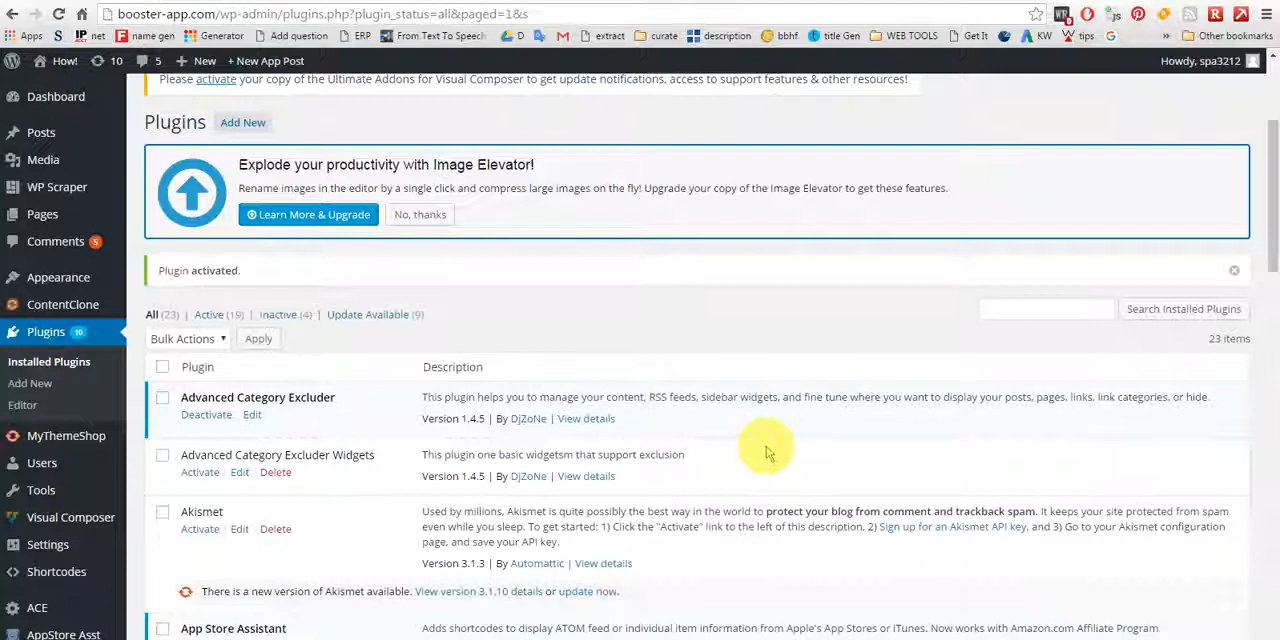 booster-app.com/wp-admin/plugins.php?plugin_status=all&paged=1&s
Apps S net name gen Generator Add question ERP From Text To Speech D extract curate description bbhf title Gen WEB TOOLS Get It KW tips Other bookmarks
How! 10 5 New + New App Post Howdy, spa3212
Please activate your copy of the Ultimate Addons for Visual Composer to get update notifications, access to support features & other resources!
Dashboard
Posts
Media
WP Scraper
Pages
Comments 5
Appearance
ContentClone
Plugins 10
Installed Plugins
Add New
Editor
MyThemeShop
Users
Tools
Visual Composer
Settings
Shortcodes
ACE
AppStore Asst
Plugins Add New
Explode your productivity with Image Elevator!
Rename images in the editor by a single click and compress large images on the fly! Upgrade your copy of the Image Elevator to get these features.
Learn More & Upgrade No, thanks
Plugin activated.
All (23) | Active (19) | Inactive (4) | Update Available (9) Search Installed Plugins
Bulk Actions Apply 23 items
Plugin Description
Advanced Category Excluder This plugin helps you to manage your content, RSS feeds, sidebar widgets, and fine tune where you want to display your posts, pages, links, link categories, or hide.
Deactivate | Edit Version 1.4.5 | By DjZoNe | View details
Advanced Category Excluder Widgets This plugin one basic widgetsm that support exclusion
Activate | Edit | Delete Version 1.4.5 | By DjZoNe | View details
Akismet Used by millions, Akismet is quite possibly the best way in the world to protect your blog from comment and trackback spam. It keeps your site protected from spam
Activate | Edit | Delete even while you sleep. To get started: 1) Click the "Activate" link to the left of this description, 2) Sign up for an Akismet API key, and 3) Go to your Akismet configuration
page, and save your API key.
Version 3.1.3 | By Automattic | View details
There is a new version of Akismet available. View version 3.1.10 details or update now.
App Store Assistant Adds shortcodes to display ATOM feed or individual item information from Apple's App Stores or iTunes. Now works with Amazon.com Affiliate Program.